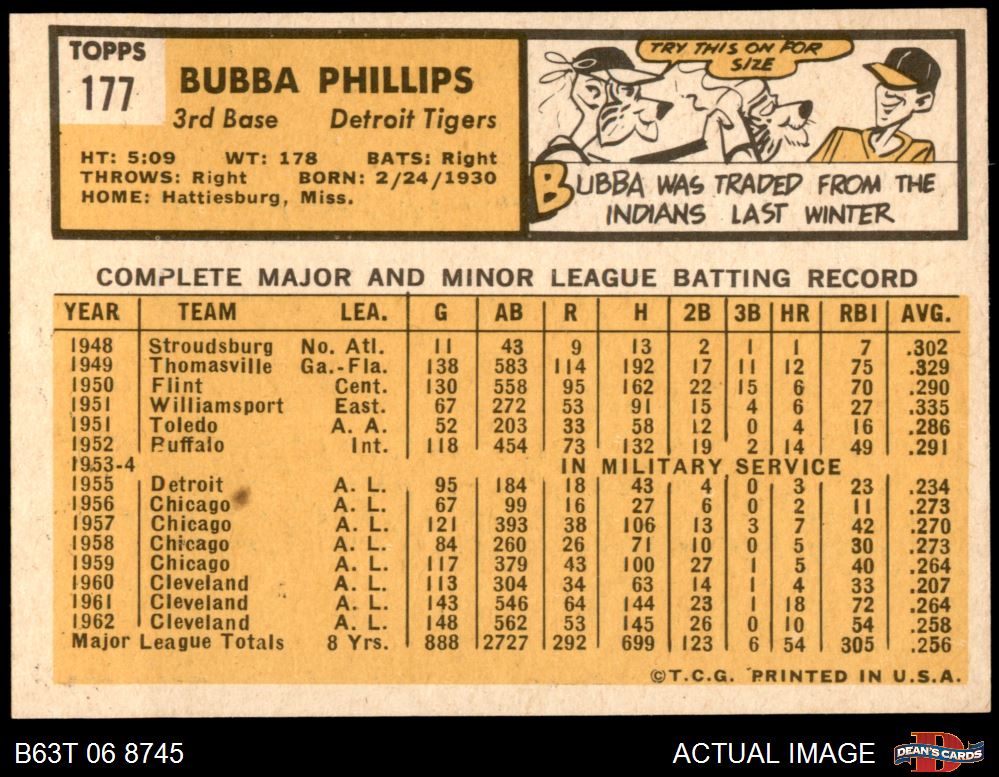 TOPPS
177
BUBBA PHILLIPS
3rd Base Detroit Tigers
HT: 5:09 WT: 178 BATS: Right
THROWS: Right BORN: 2/24/1930
HOME: Hattiesburg, Miss.
TRY THIS ON FOR
SIZE
BUBBA WAS TRADED FROM THE
INDIANS LAST WINTER
COMPLETE MAJOR AND MINOR LEAGUE BATTING RECORD
YEAR TEAM LEA. G AB R H 2B 3B HR RBI AVG.
1948 Stroudsburg No. Atl. 11 43 9 13 2 1 1 7 .302
1949 Thomasville Ga.-Fla. 138 583 114 192 17 11 12 75 .329
1950 Flint Cent. 130 558 95 162 22 15 6 70 .290
1951 Williamsport East. 67 272 53 91 15 4 6 27 .335
1951 Toledo A. A. 52 203 33 58 12 0 4 16 .286
1952 Buffalo Int. 118 454 73 132 19 2 14 49 .291
1953-4 IN MILITARY SERVICE
1955 Detroit A. L. 95 184 18 43 4 0 3 23 .234
1956 Chicago A. L. 67 99 16 27 6 0 2 11 .273
1957 Chicago A. L. 121 393 38 106 13 3 7 42 .270
1958 Chicago A. L. 84 260 26 71 10 0 5 30 .273
1959 Chicago A. L. 117 379 43 100 27 1 5 40 .264
1960 Cleveland A. L. 113 304 34 63 14 1 4 33 .207
1961 Cleveland A. L. 143 546 64 144 23 1 18 72 .264
1962 Cleveland A. L. 148 562 53 145 26 0 10 54 .258
Major League Totals 8 Yrs. 888 2727 292 699 123 6 54 305 .256
©T.C.G. PRINTED IN U.S.A.
B63T 06 8745 ACTUAL IMAGE DEAN'S CARDS